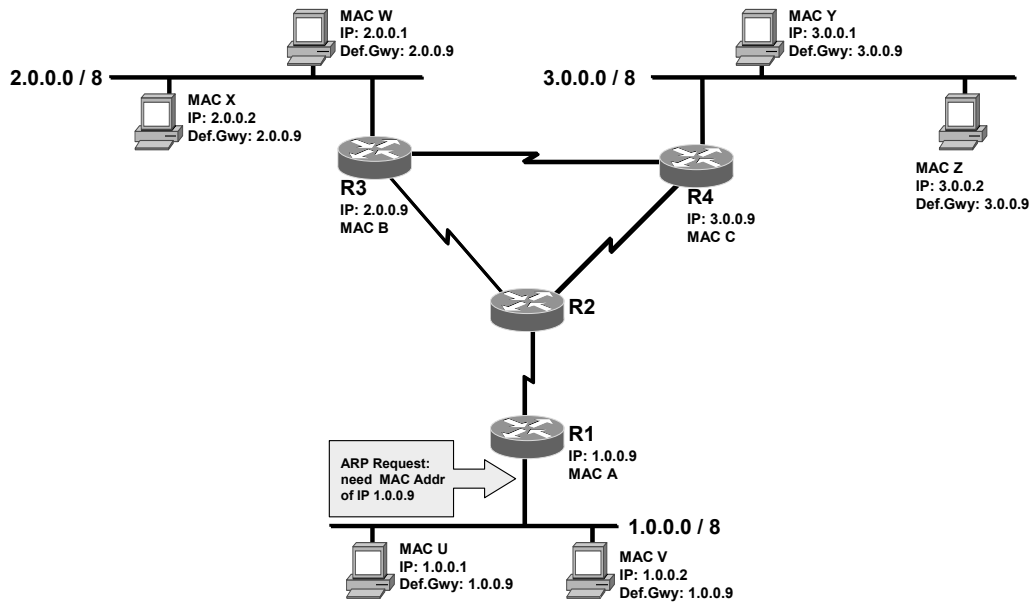 MAC W
IP: 2.0.0.1
Def.Gwy: 2.0.0.9
MAC Y
IP: 3.0.0.1
Def.Gwy: 3.0.0.9
2.0.0.0 / 8
3.0.0.0 / 8
MAC X
IP: 2.0.0.2
Def.Gwy: 2.0.0.9
MAC Z
IP: 3.0.0.2
Def.Gwy: 3.0.0.9
R3
IP: 2.0.0.9
MAC B
R4
IP: 3.0.0.9
MAC C
R2
R1
IP: 1.0.0.9
MAC A
ARP Request:
need MAC Addr
of IP 1.0.0.9
1.0.0.0 / 8
MAC U
IP: 1.0.0.1
Def.Gwy: 1.0.0.9
MAC V
IP: 1.0.0.2
Def.Gwy: 1.0.0.9